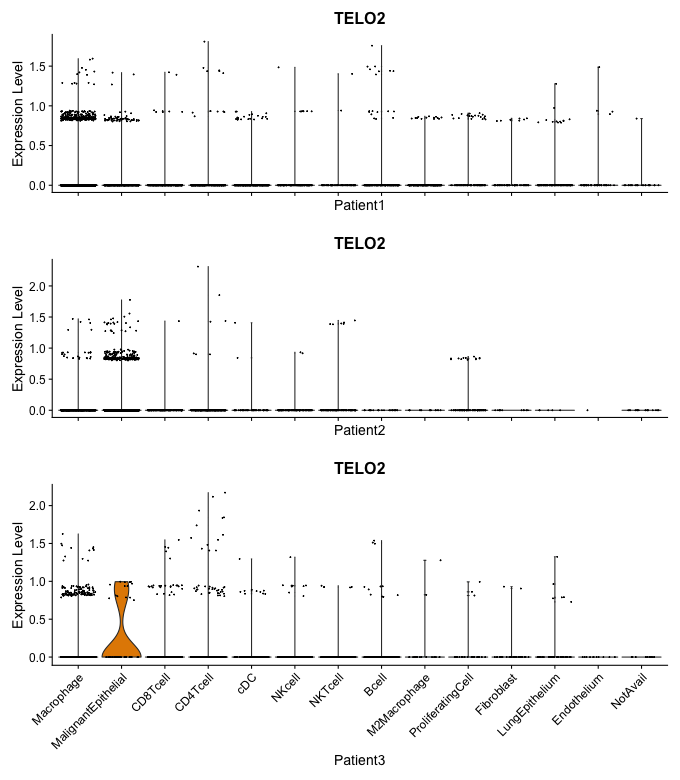 TELO2
Expression Level
1.5
1.0
0.5
0.0
Patient1
TELO2
Expression Level
2.0
1.5
1.0
0.5
0.0
Patient2
TELO2
Expression Level
2.0
1.5
1.0
0.5
0.0
Macrophage
MalignantEpithelial
CD8Tcell
CD4Tcell
cDC
NKcell
NKTcell
Bcell
M2Macrophage
ProliferatingCell
Fibroblast
LungEpithelium
Endothelium
NotAvail
Patient3